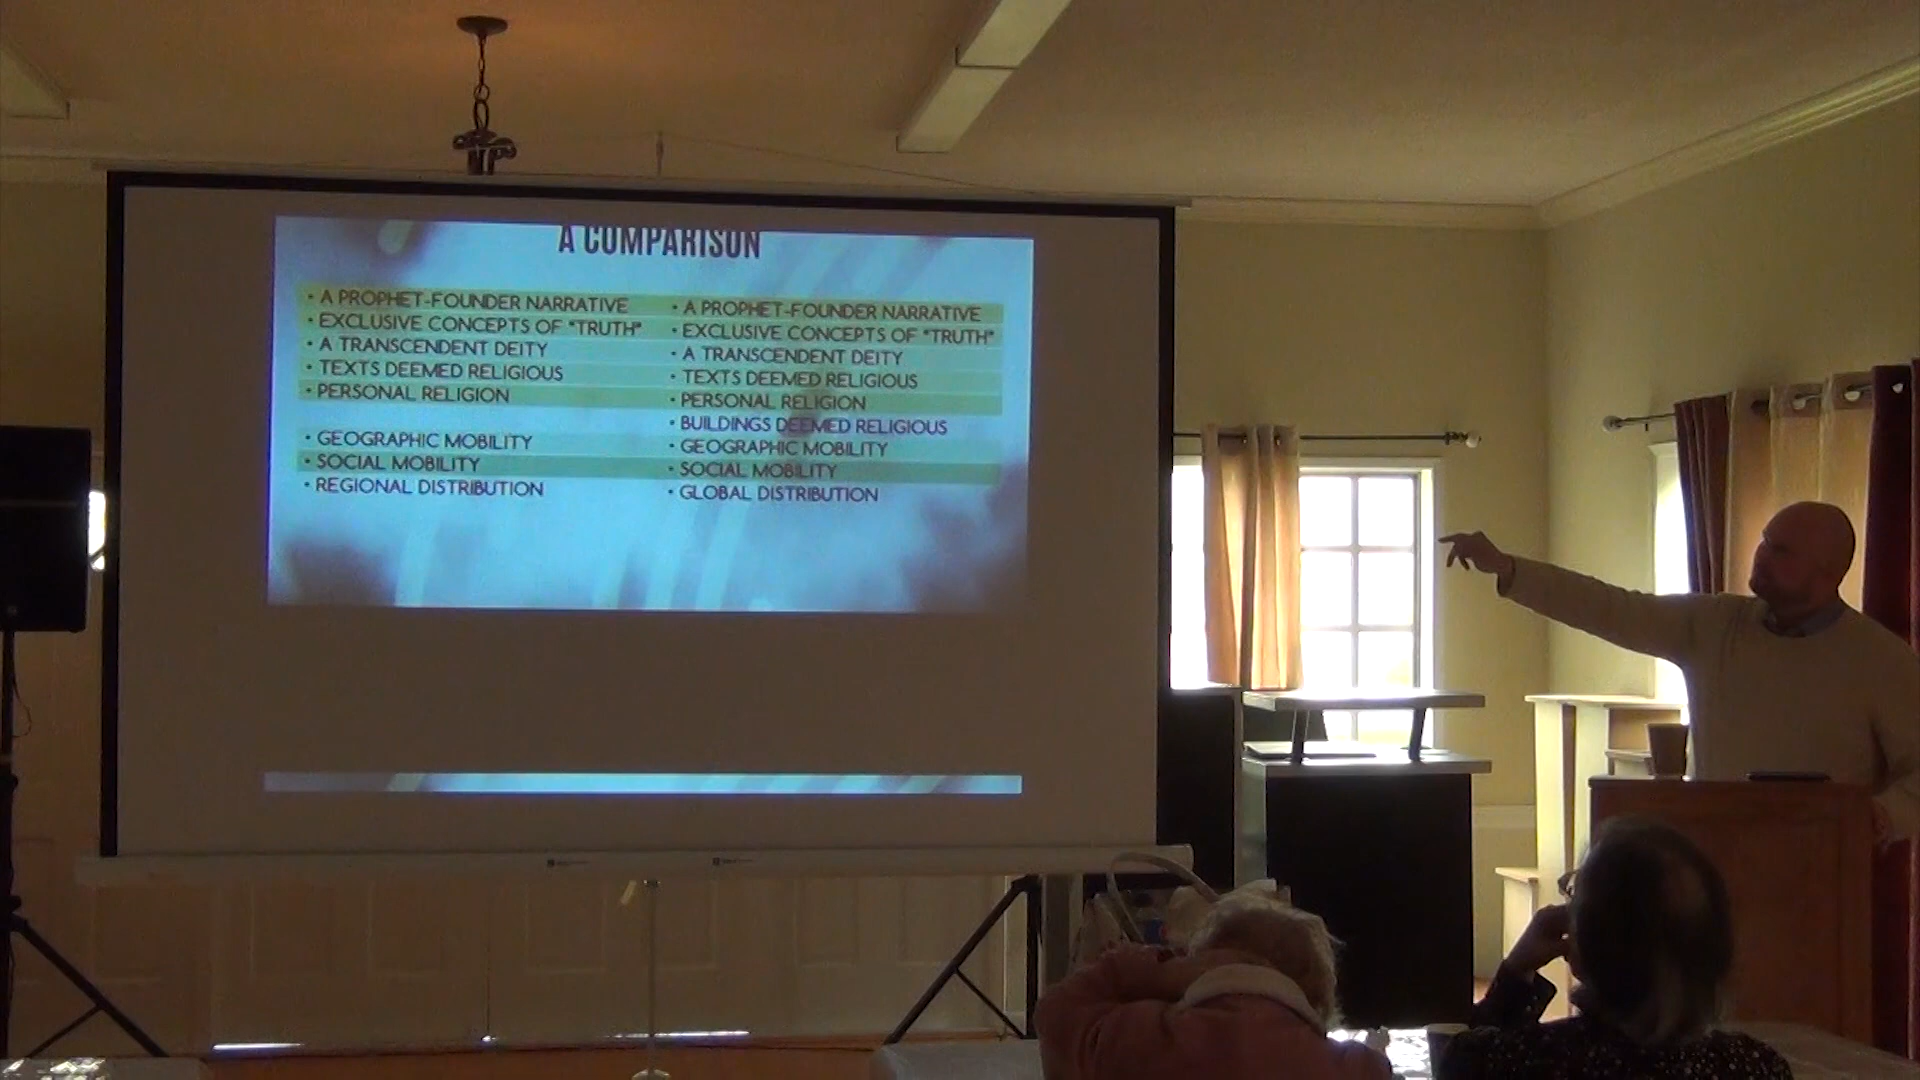 A COMPARISON
• A PROPHET-FOUNDER NARRATIVE
• EXCLUSIVE CONCEPTS OF "TRUTH"
• A TRANSCENDENT DEITY
• TEXTS DEEMED RELIGIOUS
• PERSONAL RELIGION
• GEOGRAPHIC MOBILITY
• SOCIAL MOBILITY
• REGIONAL DISTRIBUTION
• A PROPHET-FOUNDER NARRATIVE
• EXCLUSIVE CONCEPTS OF "TRUTH"
• A TRANSCENDENT DEITY
• TEXTS DEEMED RELIGIOUS
• PERSONAL RELIGION
• BUILDINGS DEEMED RELIGIOUS
• GEOGRAPHIC MOBILITY
• SOCIAL MOBILITY
• GLOBAL DISTRIBUTION